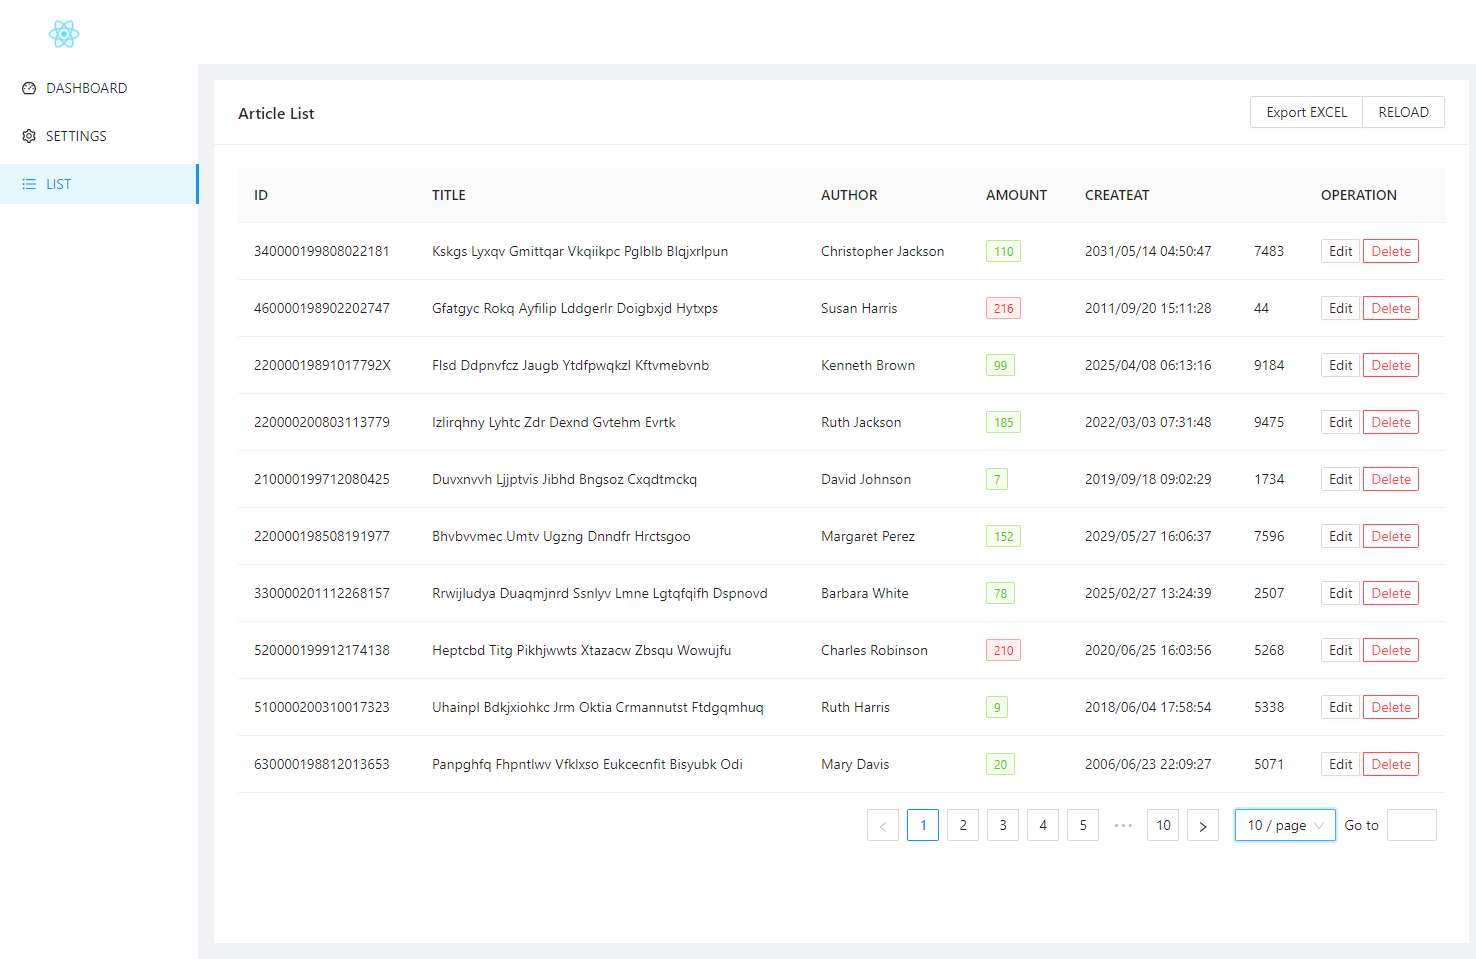 DASHBOARD
SETTINGS
LIST
Article List
Export EXCEL RELOAD
ID TITLE AUTHOR AMOUNT CREATEAT OPERATION
340000199808022181 Kskgs Lyxqv Gmittqar Vkqiikpc Pglblb Blqjxrlpun Christopher Jackson 110 2031/05/14 04:50:47 7483 Edit Delete
460000198902202747 Gfatgyc Rokq Ayfilip Lddgerlr Doigbxjd Hytxps Susan Harris 216 2011/09/20 15:11:28 44 Edit Delete
22000019891017792X Flsd Ddpnvfcz Jaugb Ytdfpwqkzl Kftvmebvnb Kenneth Brown 99 2025/04/08 06:13:16 9184 Edit Delete
220000200803113779 Izlirqhny Lyhtc Zdr Dexnd Gvtehm Evrtk Ruth Jackson 185 2022/03/03 07:31:48 9475 Edit Delete
210000199712080425 Duvxnvvh Ljjptvis Jibhd Bngsoz Cxqdtmckq David Johnson 7 2019/09/18 09:02:29 1734 Edit Delete
220000198508191977 Bhvbvvmec Umtv Ugzng Dnndfr Hrctsgoo Margaret Perez 152 2029/05/27 16:06:37 7596 Edit Delete
330000201112268157 Rrwijludya Duaqmjnrd Ssnlyv Lmne Lgtqfqifh Dspnovd Barbara White 78 2025/02/27 13:24:39 2507 Edit Delete
520000199912174138 Heptcbd Titg Pikhjwwts Xtazacw Zbsqu Wowujfu Charles Robinson 210 2020/06/25 16:03:56 5268 Edit Delete
510000200310017323 Uhainpl Bdkjxiohkc Jrm Oktia Crmannutst Ftdgqmhuq Ruth Harris 9 2018/06/04 17:58:54 5338 Edit Delete
630000198812013653 Panpghfq Fhpntlwv Vfklxso Eukcecnfit Bisyubk Odi Mary Davis 20 2006/06/23 22:09:27 5071 Edit Delete
< 1 2 3 4 5 ••• 10 > 10 / page Go to